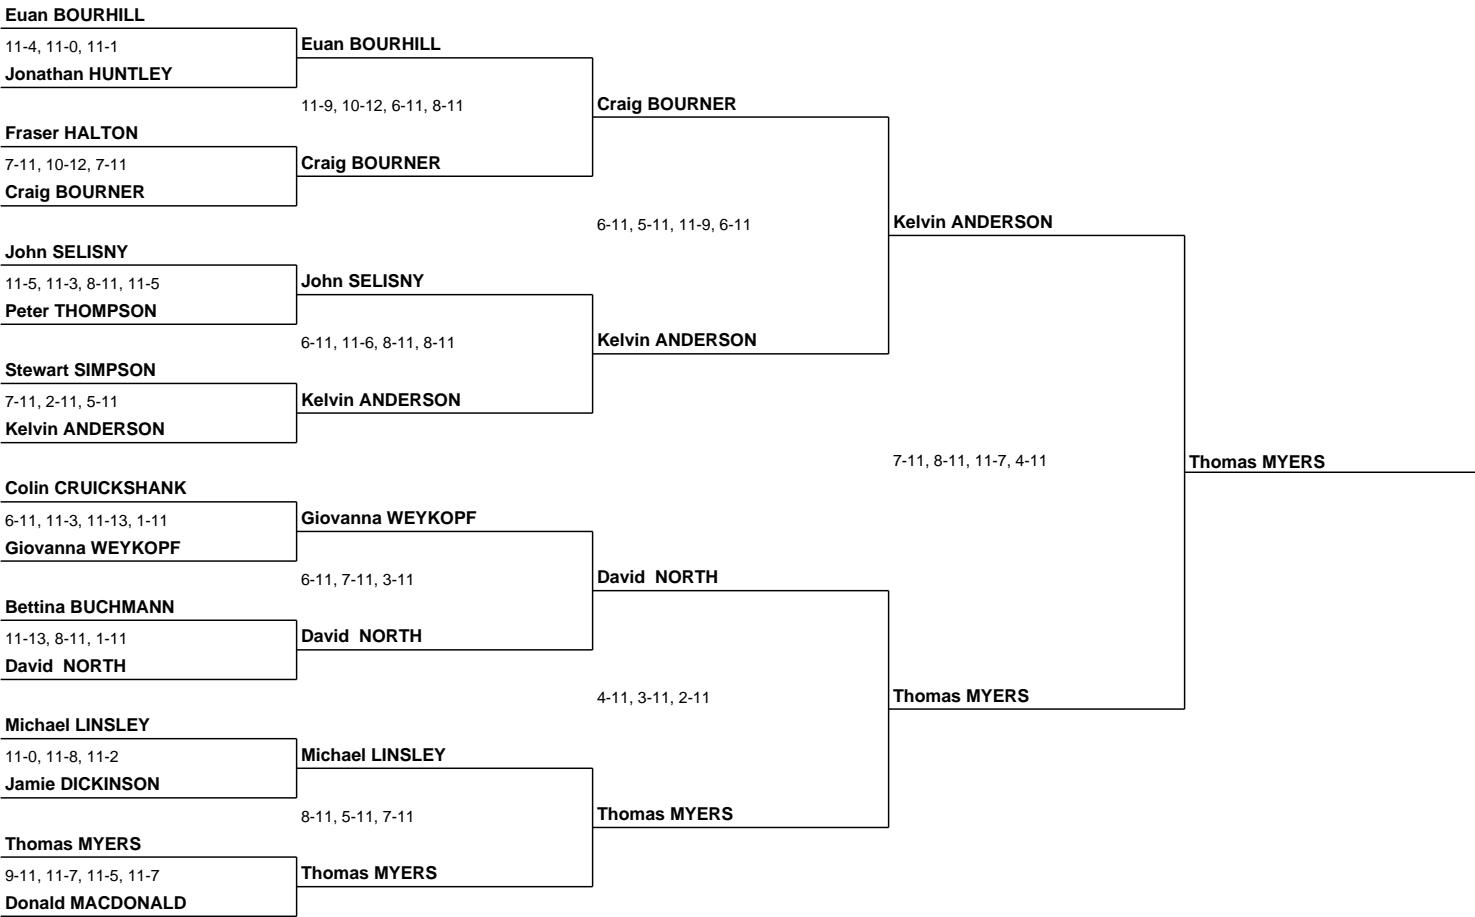 Euan BOURHILL
11-4, 11-0, 11-1
Jonathan HUNTLEY
Fraser HALTON
7-11, 10-12, 7-11
Craig BOURNER
John SELISNY
11-5, 11-3, 8-11, 11-5
Peter THOMPSON
Stewart SIMPSON
7-11, 2-11, 5-11
Kelvin ANDERSON
Colin CRUICKSHANK
6-11, 11-3, 11-13, 1-11
Giovanna WEYKOPF
Bettina BUCHMANN
11-13, 8-11, 1-11
David  NORTH
Michael LINSLEY
11-0, 11-8, 11-2
Jamie DICKINSON
Thomas MYERS
9-11, 11-7, 11-5, 11-7
Donald MACDONALD
Euan BOURHILL
11-9, 10-12, 6-11, 8-11
Craig BOURNER
John SELISNY
6-11, 11-6, 8-11, 8-11
Kelvin ANDERSON
Giovanna WEYKOPF
6-11, 7-11, 3-11
David  NORTH
Michael LINSLEY
8-11, 5-11, 7-11
Thomas MYERS
Craig BOURNER
6-11, 5-11, 11-9, 6-11
Kelvin ANDERSON
David  NORTH
4-11, 3-11, 2-11
Thomas MYERS
Kelvin ANDERSON
7-11, 8-11, 11-7, 4-11
Thomas MYERS
Thomas MYERS